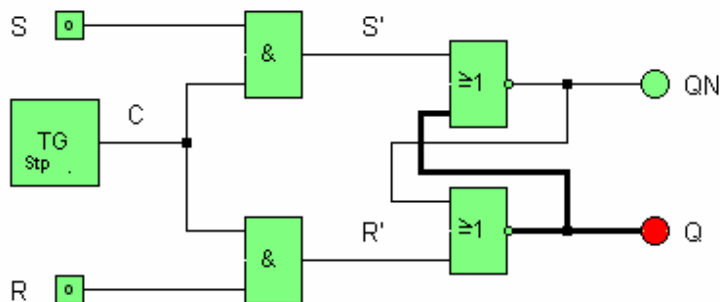 S o & S'
≥1 QN
TG C
Stp .
≥1 Q
R'
R o &